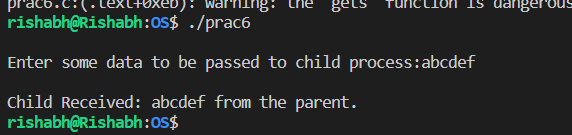 prac6.c:(.text+0xeb): warning: the `gets' function is dangerous
rishabh@Rishabh:OS$ ./prac6
Enter some data to be passed to child process:abcdef
Child Received: abcdef from the parent.
rishabh@Rishabh:OS$